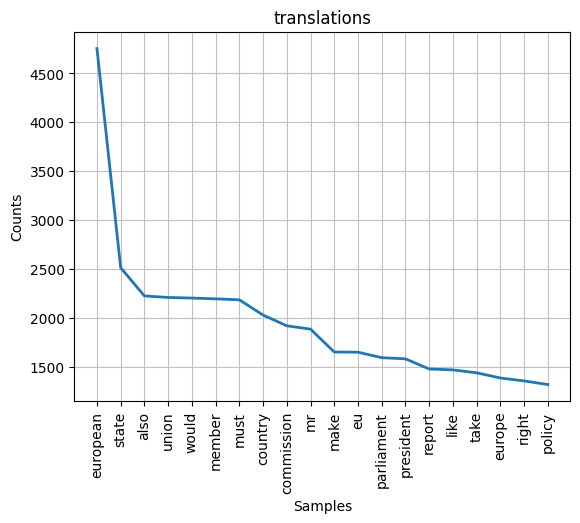 translations
Counts
4500
4000
3500
3000
2500
2000
1500
european
state
also
union
would
member
must
country
commission
mr
make
eu
parliament
president
report
like
take
europe
right
policy
Samples